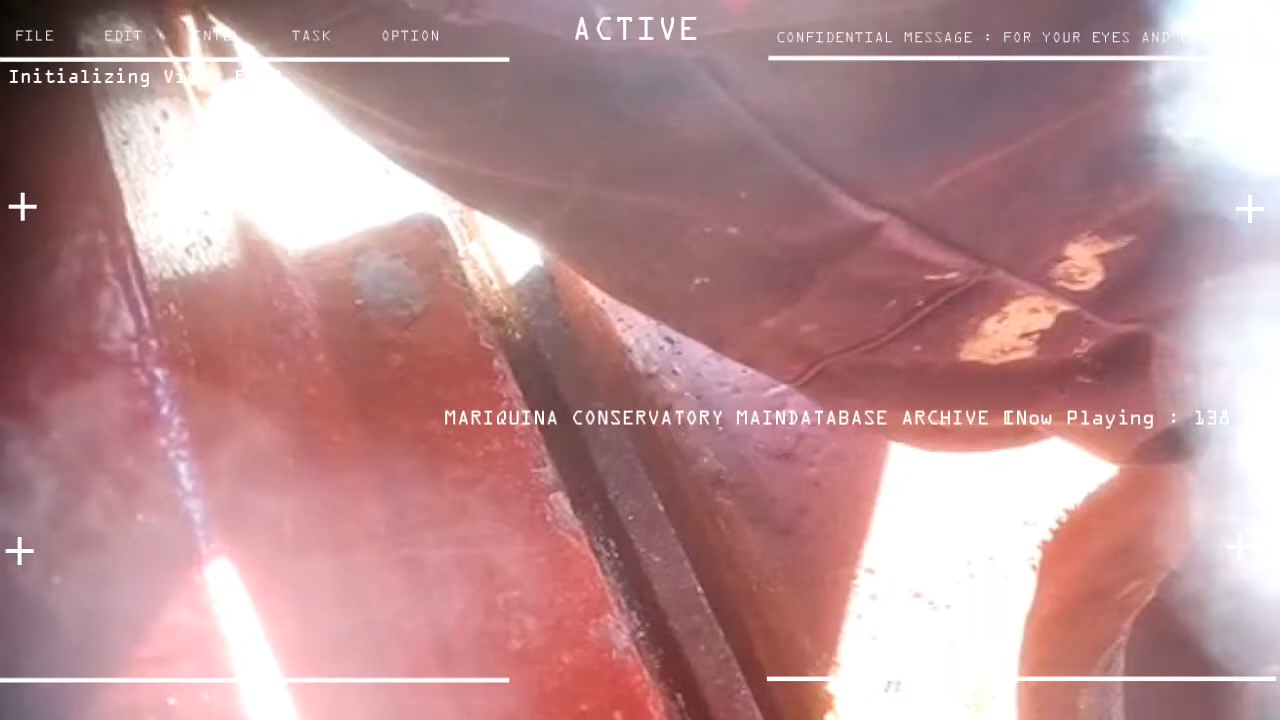 FILE EDIT INTEL TASK OPTION
ACTIVE
CONFIDENTIAL MESSAGE : FOR YOUR EYES AND
Initializing
MARIQUINA CONSERVATORY MAINDATABASE ARCHIVE [Now Playing : 138